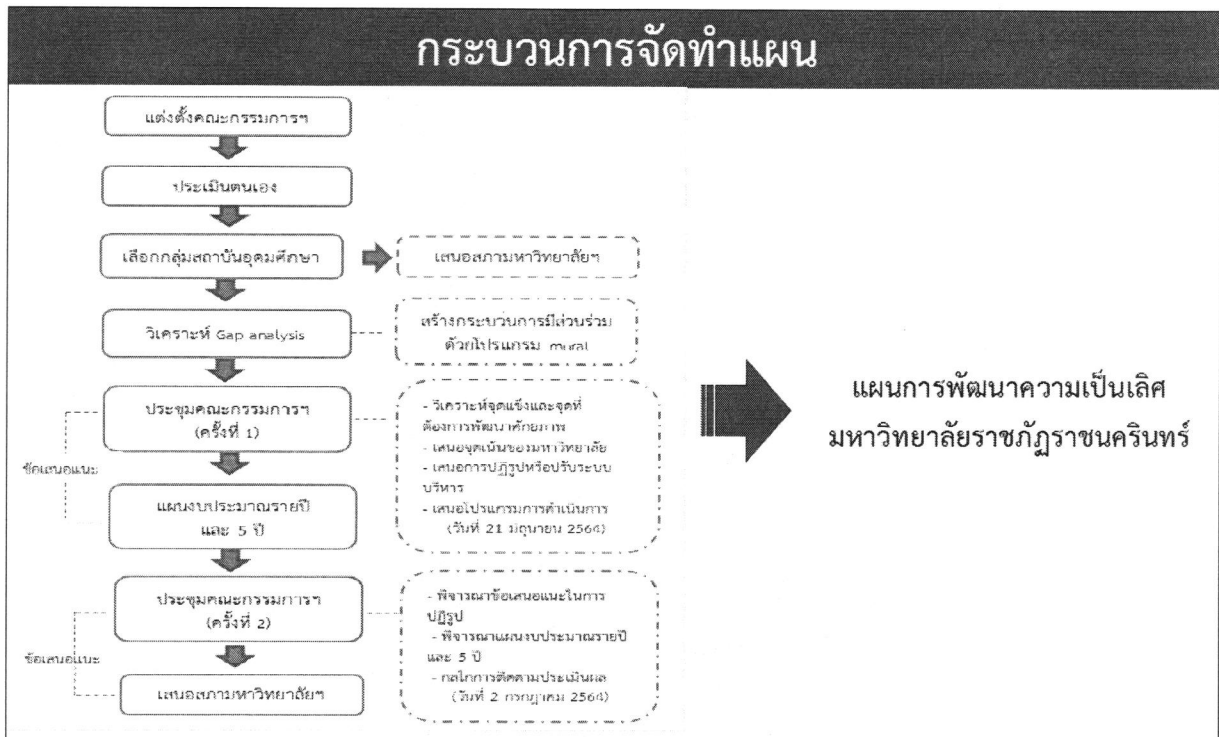 กระบวนการจัดทำแผน
แต่งตั้งคณะกรรมการฯ
ประเมินตนเอง
เลือกกลุ่มสถาบันอุดมศึกษา
เสนอสภามหาวิทยาลัยฯ
วิเคราะห์ Gap analysis
สร้างกระบวนการมีส่วนร่วม
ด้วยโปรแกรม mural
ประชุมคณะกรรมการฯ
(ครั้งที่ 1)
- วิเคราะห์จุดแข็งและจุดที่
ต้องการพัฒนาศักยภาพ
- เสนอจุดเน้นของมหาวิทยาลัย
- เสนอการปฏิรูปหรือปรับระบบ
บริหาร
- เสนอโปรแกรมการดำเนินการ
(วันที่ 21 มิถุนายน 2564)
ข้อเสนอแนะ
แผนงบประมาณรายปี
และ 5 ปี
ประชุมคณะกรรมการฯ
(ครั้งที่ 2)
- พิจารณาข้อเสนอแนะในการ
ปฏิรูป
- พิจารณาแผนงบประมาณรายปี
และ 5 ปี
- กลไกการติดตามประเมินผล
(วันที่ 2 กรกฎาคม 2564)
ข้อเสนอแนะ
เสนอสภามหาวิทยาลัยฯ
แผนการพัฒนาความเป็นเลิศ
มหาวิทยาลัยราชภัฏราชนครินทร์